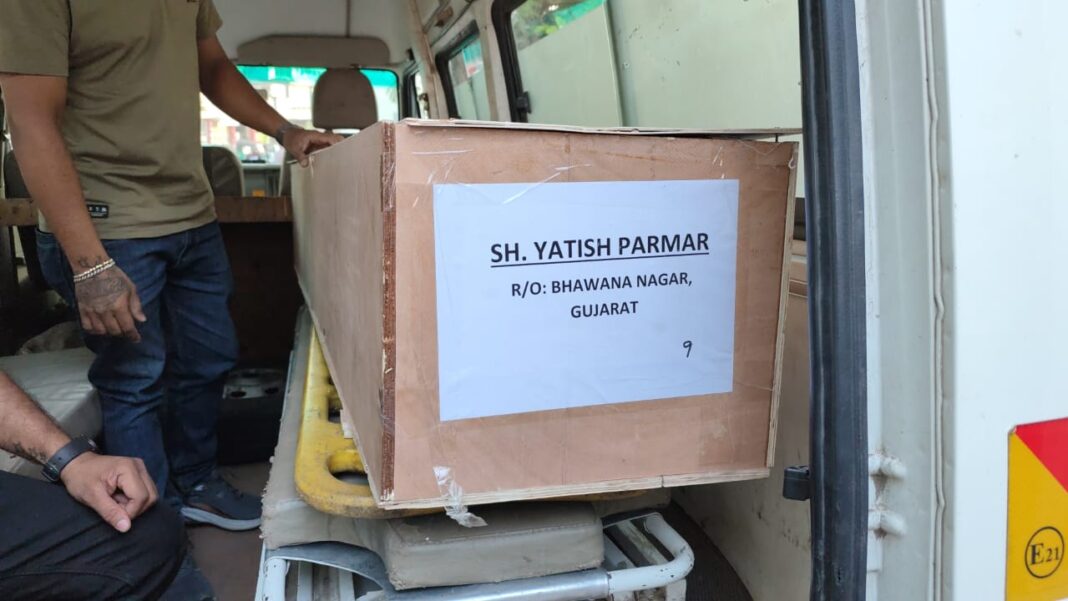 SH. YATISH PARMAR
R/O: BHAWANA NAGAR,
GUJARAT
9
E21